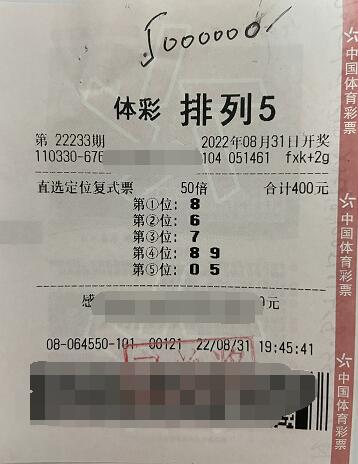 5000000
体彩 排列5
第 22233期 2022年08月31日开奖
110330-676 104 051461 fxk+2g
直选定位复式票 50倍 合计400元
第①位: 8
第②位: 6
第③位: 7
第④位: 8 9
第⑤位: 0 5
感 0元
08-064550-101 00121 22/08/31 19:45:41
中国体育彩票
中国体育彩票
中国体育彩票